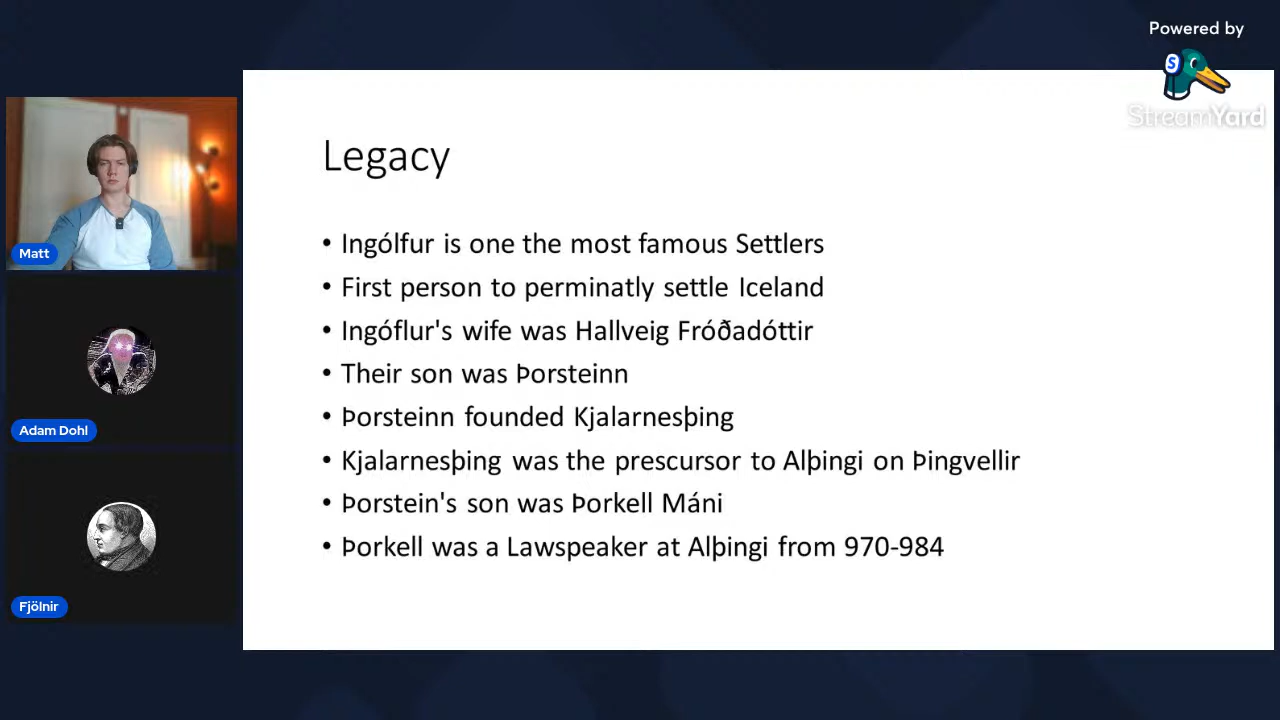 Powered by
StreamYard
Legacy
• Ingólfur is one the most famous Settlers
• First person to perminatly settle Iceland
• Ingóflur's wife was Hallveig Fróðadóttir
• Their son was Þorsteinn
• Þorsteinn founded Kjalarnesþing
• Kjalarnesþing was the prescursor to Alþingi on Þingvellir
• Þorstein's son was Þorkell Máni
• Þorkell was a Lawspeaker at Alþingi from 970-984
Matt
Adam Dohl
Fjölnir